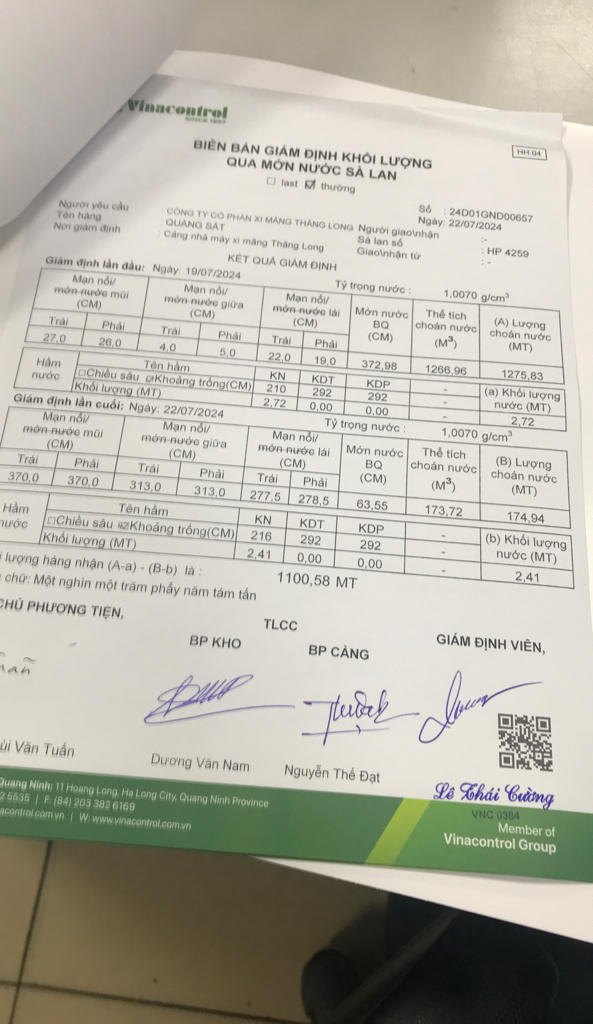 Vinacontrol
SINCE 1957
BIÊN BẢN GIÁM ĐỊNH KHỐI LƯỢNG
QUA MỚN NƯỚC SÀ LAN
HH.04
☐ last ☑ thường
Số : 24D01GND00657
Ngày: 22/07/2024
Người yêu cầu CÔNG TY CỔ PHẦN XI MĂNG THĂNG LONG Người giao\nhận :-
Tên hàng : QUẶNG SẮT Sà lan số : HP 4259
Nơi giám định : Cảng nhà máy xi măng Thăng Long Giao\nhận từ : -
KẾT QUẢ GIÁM ĐỊNH
Giám định lần đầu: Ngày: 19/07/2024 Tỷ trọng nước : 1,0070 g/cm³
Mạn nổi/ mớn nước mũi (CM) Mạn nổi/ mớn nước giữa (CM) Mạn nổi/ mớn nước lái (CM) Mớn nước BQ (CM) Thể tích choán nước (M³) (A) Lượng choán nước (MT)
Trái Phải Trái Phải Trái Phải
27,0 26,0 4,0 5,0 22,0 19,0 372,98 1266,96 1275,83
Hầm nước Tên hầm KN KDT KDP - (a) Khối lượng nước (MT)
☐Chiều sâu ☑Khoảng trống(CM) 210 292 292 -
Khối lượng (MT) 2,72 0,00 0,00 - 2,72
Giám định lần cuối: Ngày: 22/07/2024 Tỷ trọng nước : 1,0070 g/cm³
Mạn nổi/ mớn nước mũi (CM) Mạn nổi/ mớn nước giữa (CM) Mạn nổi/ mớn nước lái (CM) Mớn nước BQ (CM) Thể tích choán nước (M³) (B) Lượng choán nước (MT)
Trái Phải Trái Phải Trái Phải
370,0 370,0 313,0 313,0 277,5 278,5 63,55 173,72 174,94
Hầm nước Tên hầm KN KDT KDP - (b) Khối lượng nước (MT)
☐Chiều sâu ☑Khoảng trống(CM) 216 292 292 -
Khối lượng (MT) 2,41 0,00 0,00 - 2,41
lượng hàng nhận (A-a) - (B-b) là : 1100,58 MT
chữ: Một nghìn một trăm phẩy năm tám tấn
CHỦ PHƯƠNG TIỆN, TLCC GIÁM ĐỊNH VIÊN,
BP KHO BP CẢNG
ùi Văn Tuấn Dương Văn Nam Nguyễn Thế Đạt Lê Thái Cường
VNC 0384
Quang Ninh: 11 Hoang Long, Ha Long City, Quang Ninh Province
2 5535 | F: (84) 203 382 6169
acontrol.com.vn | W: www.vinacontrol.com.vn
Member of
Vinacontrol Group